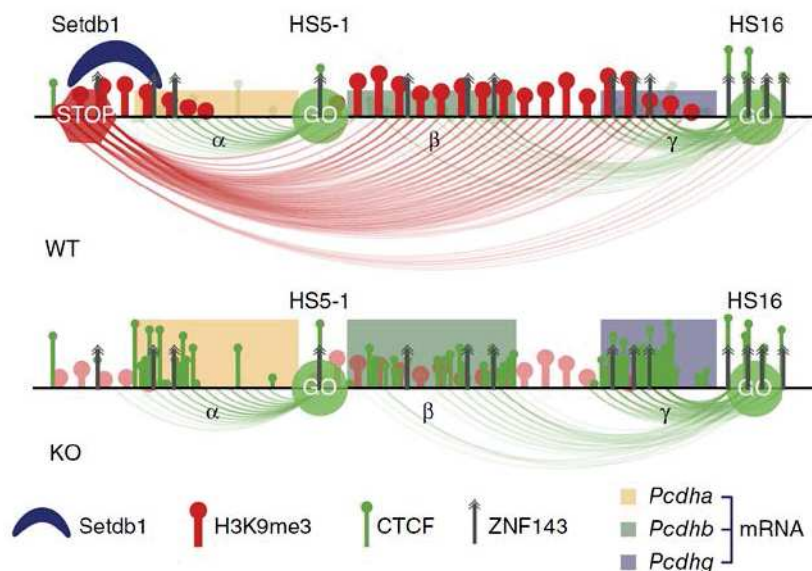 Setdb1
HS5-1
HS16
STOP
GO
GO
α
β
γ
WT
HS5-1
HS16
GO
GO
α
β
γ
KO
Setdb1
H3K9me3
CTCF
ZNF143
Pcdha
Pcdhb
Pcdhg
mRNA